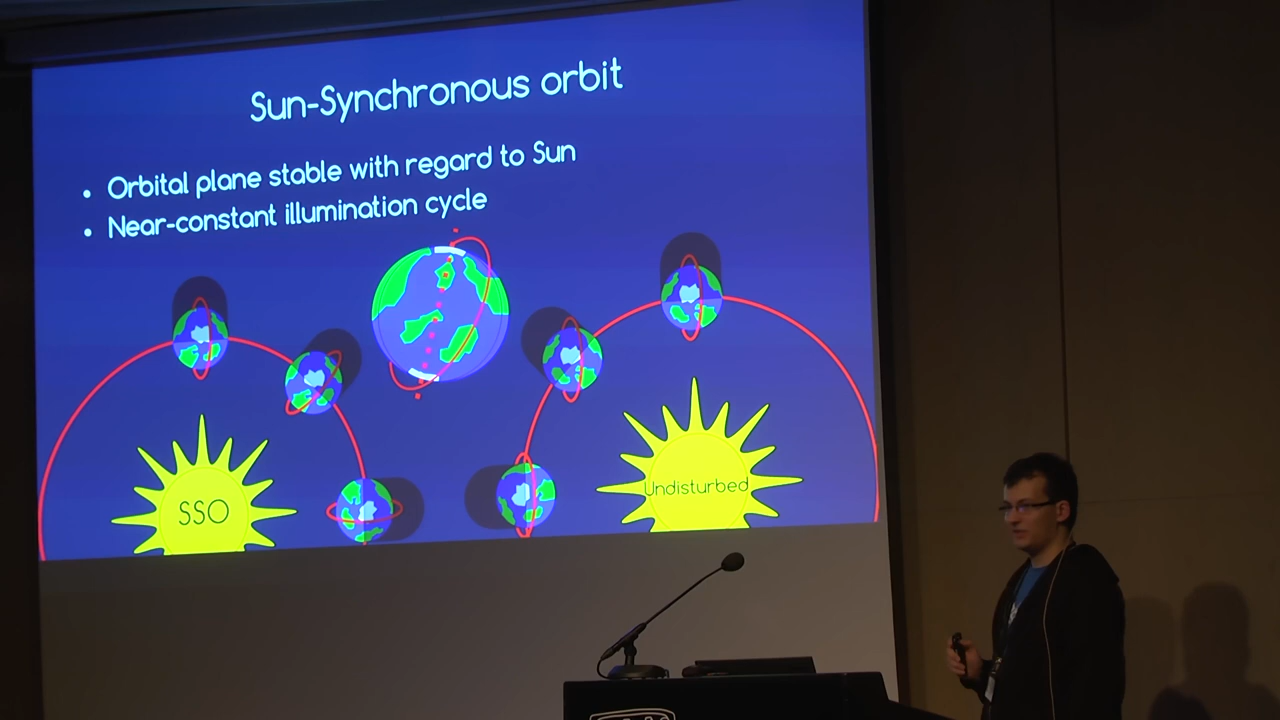 Sun-Synchronous orbit
• Orbital plane stable with regard to Sun
• Near-constant illumination cycle
SSO
Undisturbed